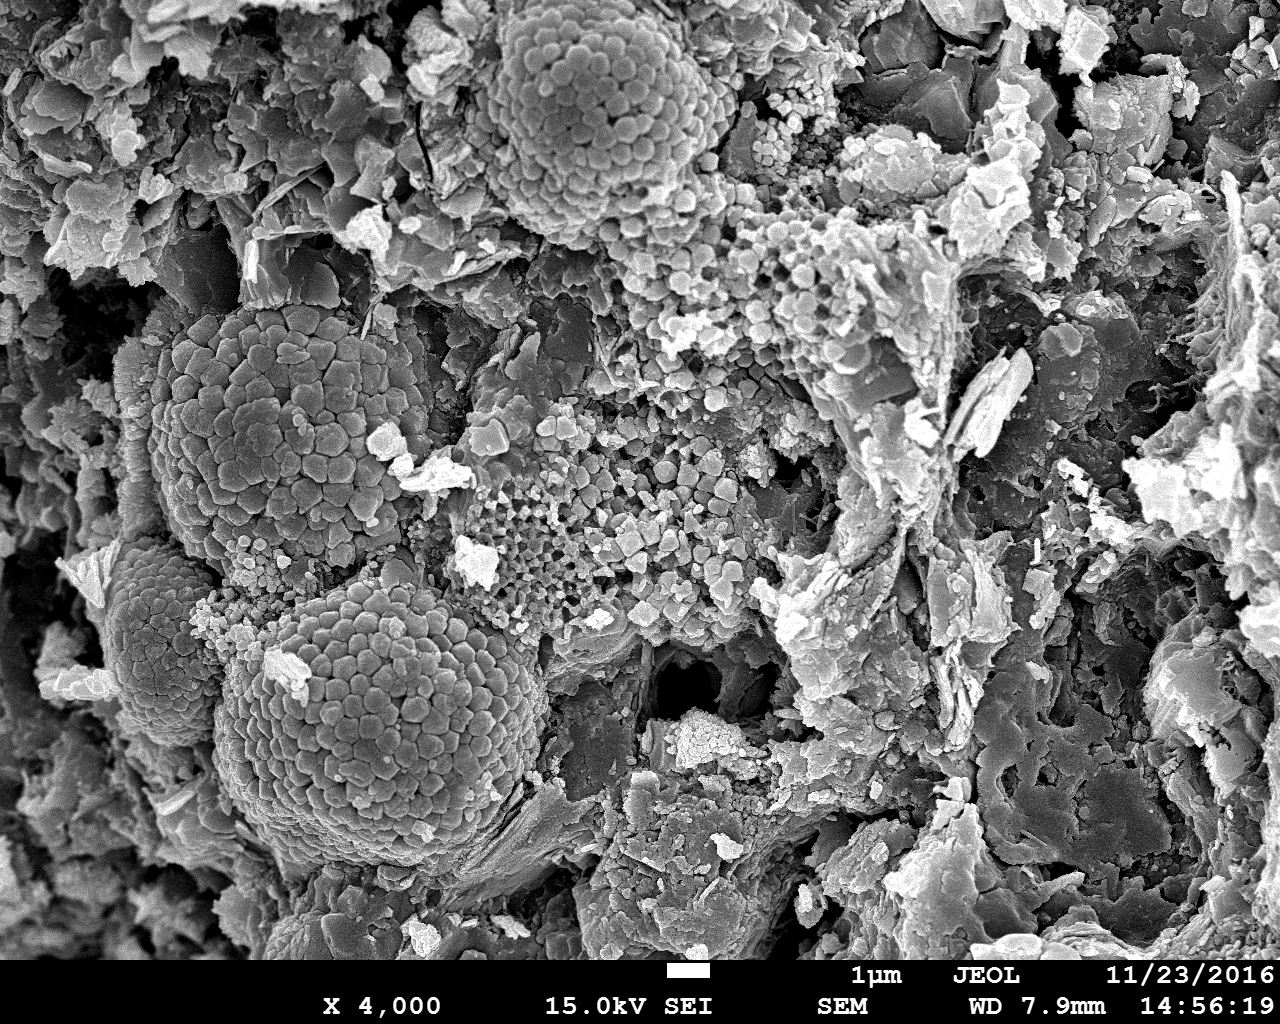 1µm JEOL 11/23/2016
X 4,000 15.0kV SEI SEM WD 7.9mm 14:56:19